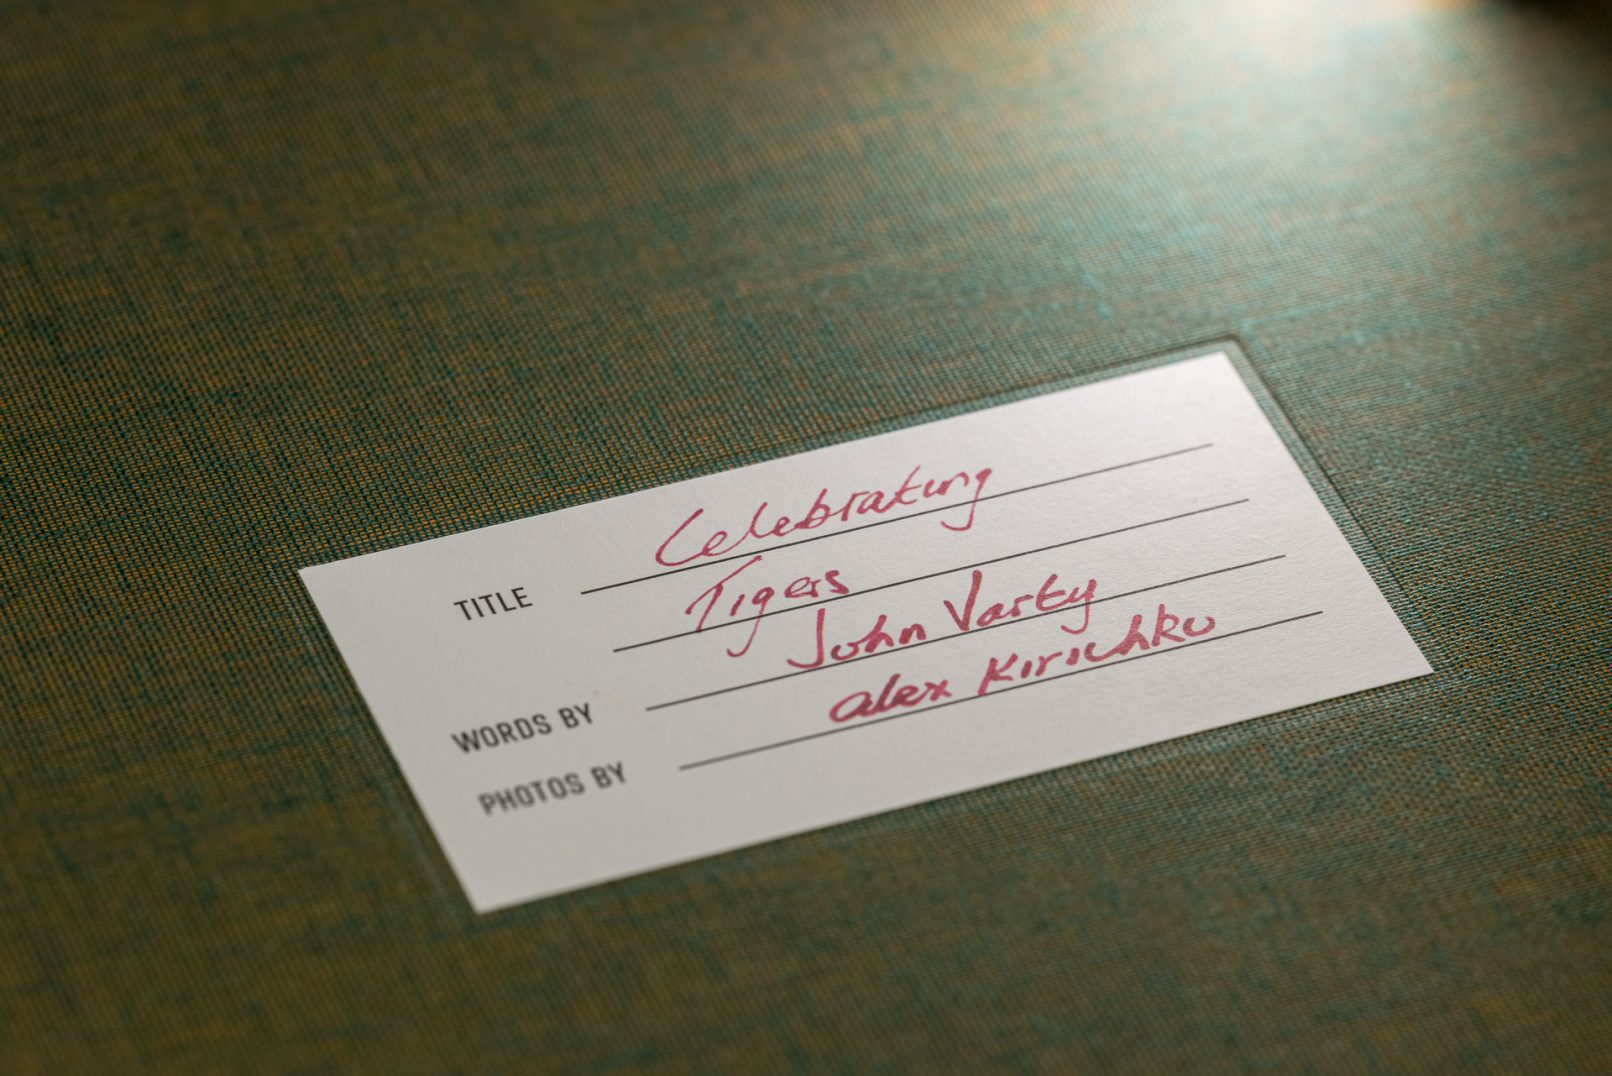 TITLE Celebrating
Tigers
WORDS BY John Varty
PHOTOS BY alex Kirichko